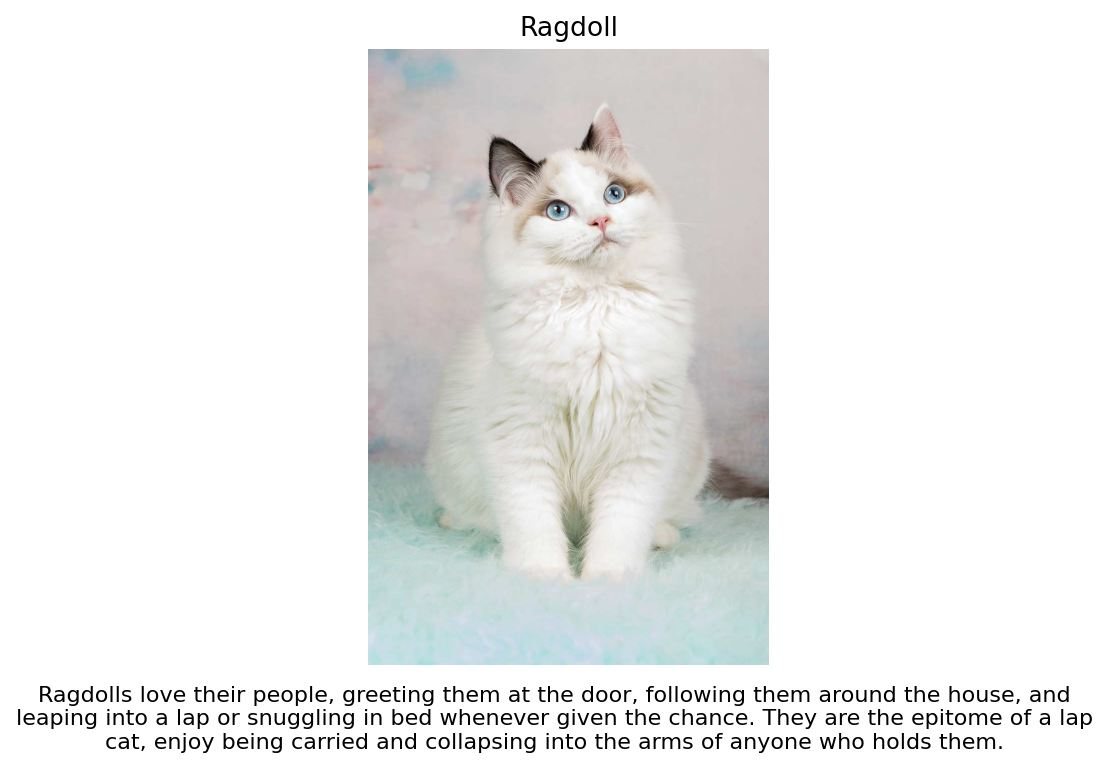 Ragdoll
Ragdolls love their people, greeting them at the door, following them around the house, and
leaping into a lap or snuggling in bed whenever given the chance. They are the epitome of a lap
cat, enjoy being carried and collapsing into the arms of anyone who holds them.